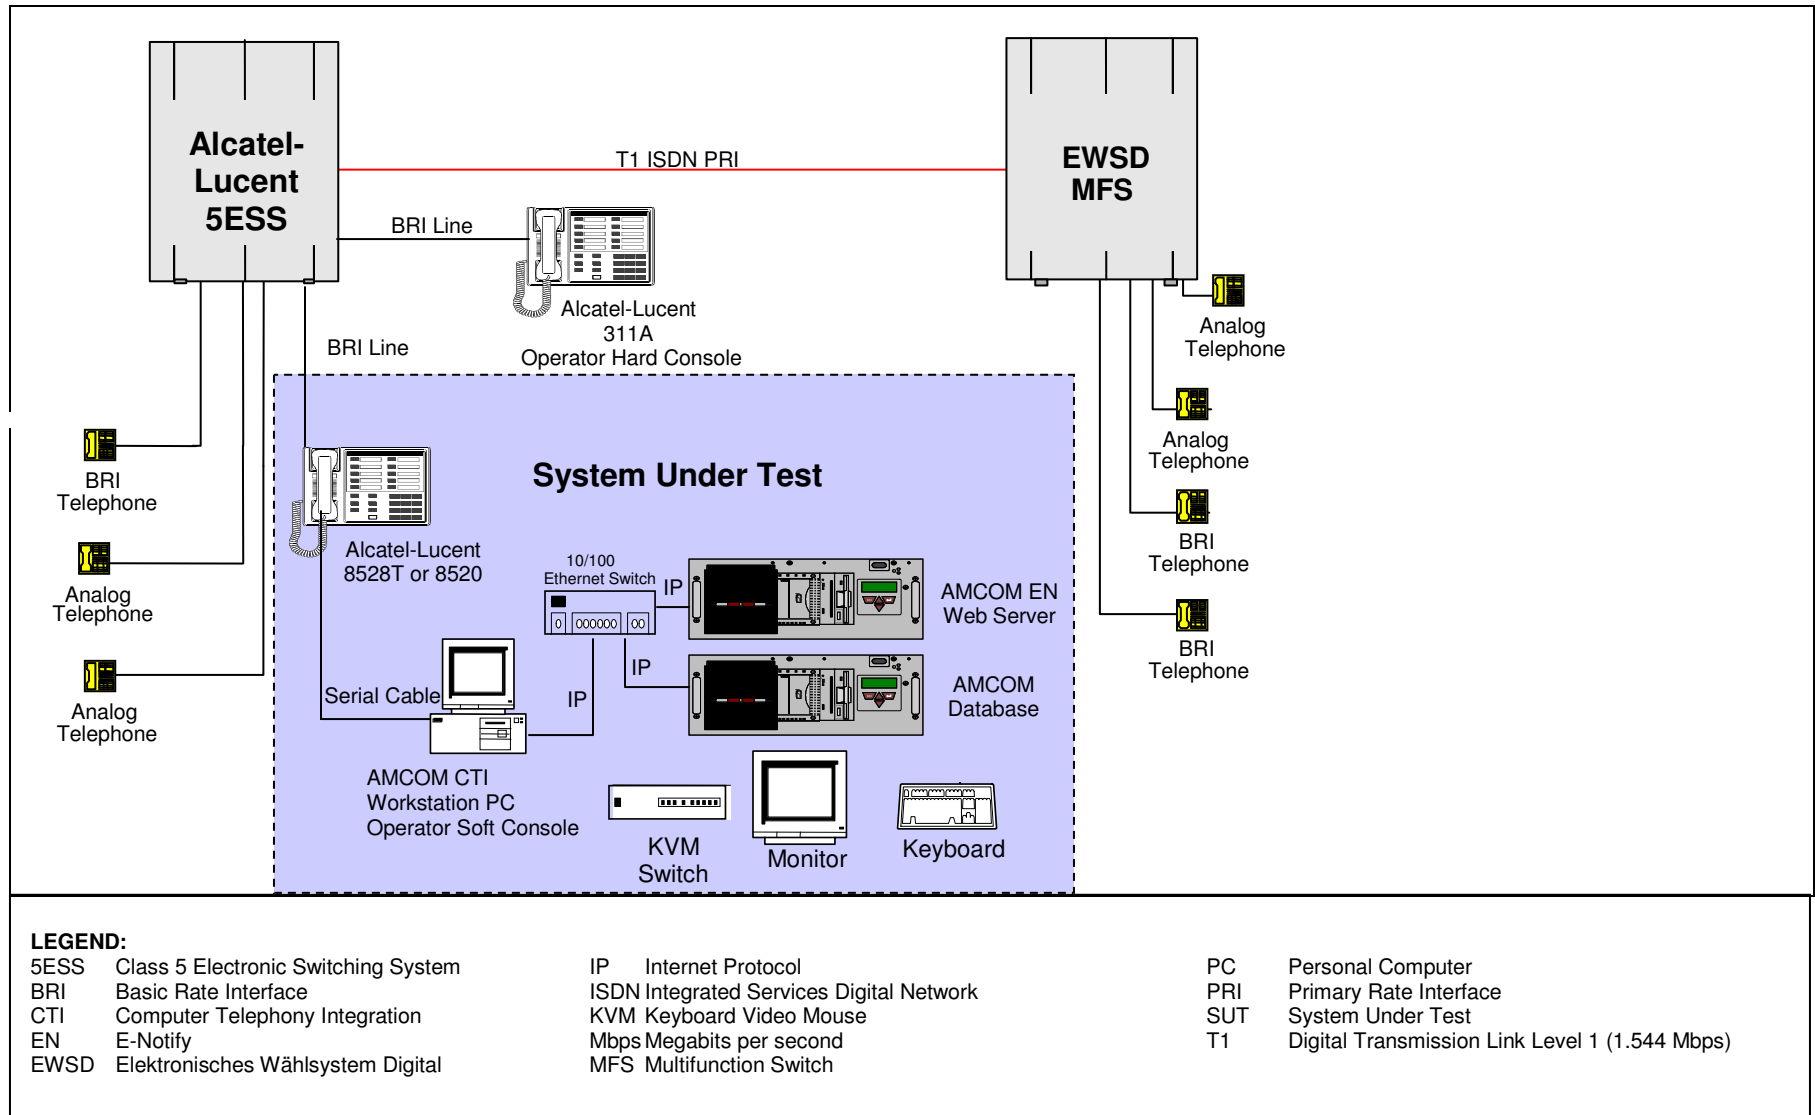 Alcatel-
Lucent
5ESS
T1 ISDN PRI
EWSD
MFS
BRI Line
Alcatel-Lucent
311A
Operator Hard Console
BRI Line
Analog
Telephone
Analog
Telephone
BRI
Telephone
BRI
Telephone
BRI
Telephone
Analog
Telephone
Analog
Telephone
System Under Test
Alcatel-Lucent
8528T or 8520
10/100
Ethernet Switch
IP
AMCOM EN
Web Server
IP
AMCOM
Database
Serial Cable
IP
AMCOM CTI
Workstation PC
Operator Soft Console
KVM
Switch
Monitor
Keyboard
LEGEND:
5ESS Class 5 Electronic Switching System
BRI Basic Rate Interface
CTI Computer Telephony Integration
EN E-Notify
EWSD Elektronisches Wählsystem Digital
IP Internet Protocol
ISDN Integrated Services Digital Network
KVM Keyboard Video Mouse
Mbps Megabits per second
MFS Multifunction Switch
PC Personal Computer
PRI Primary Rate Interface
SUT System Under Test
T1 Digital Transmission Link Level 1 (1.544 Mbps)